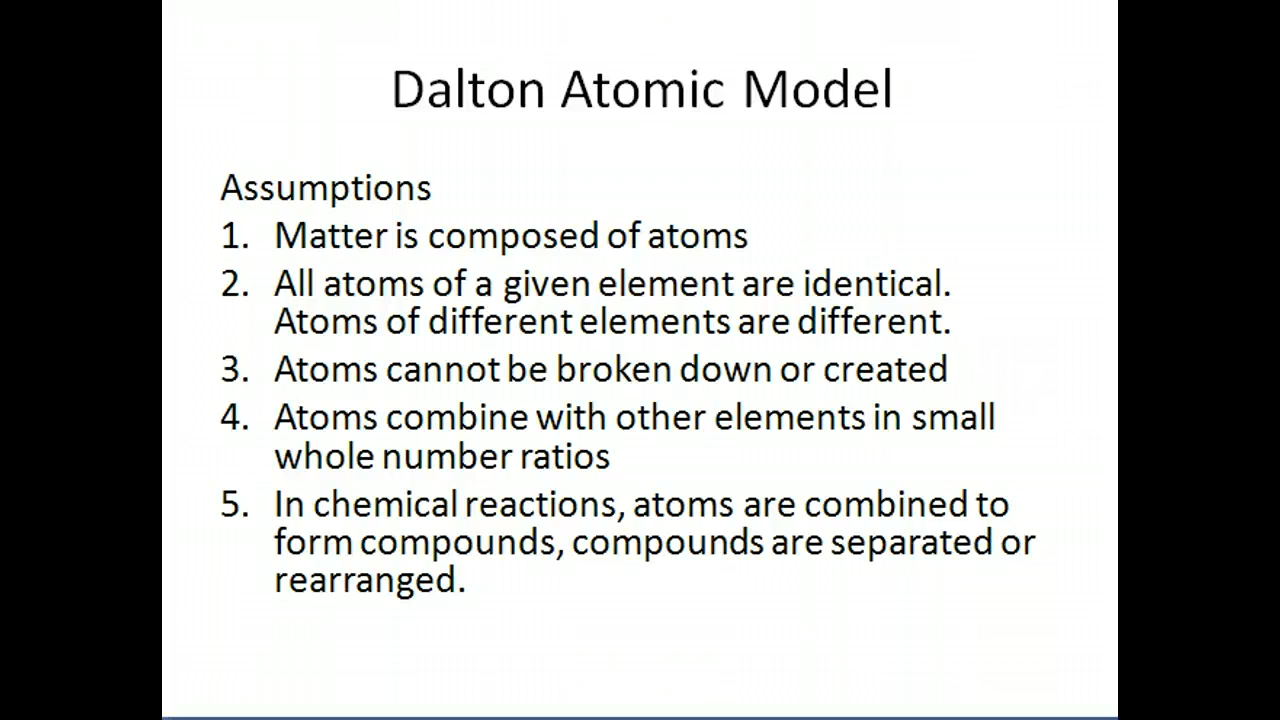 Dalton Atomic Model
Assumptions
1. Matter is composed of atoms
2. All atoms of a given element are identical.
Atoms of different elements are different.
3. Atoms cannot be broken down or created
4. Atoms combine with other elements in small
whole number ratios
5. In chemical reactions, atoms are combined to
form compounds, compounds are separated or
rearranged.